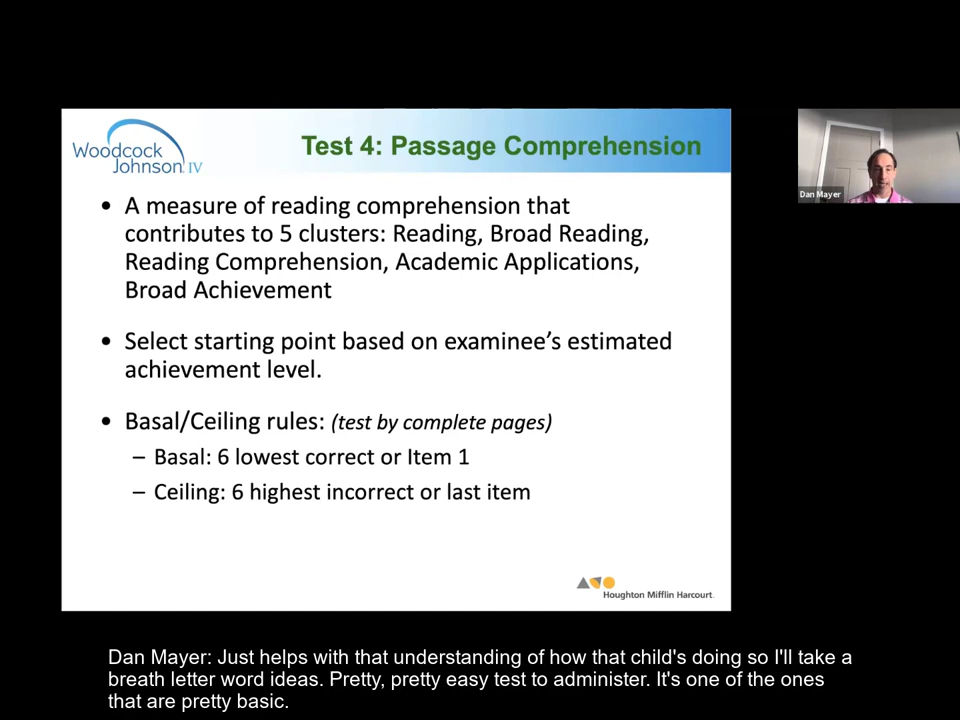 Woodcock
Johnson IV
Test 4: Passage Comprehension
• A measure of reading comprehension that
contributes to 5 clusters: Reading, Broad Reading,
Reading Comprehension, Academic Applications,
Broad Achievement
• Select starting point based on examinee's estimated
achievement level.
• Basal/Ceiling rules: (test by complete pages)
– Basal: 6 lowest correct or Item 1
– Ceiling: 6 highest incorrect or last item
Houghton Mifflin Harcourt
Dan Mayer
Dan Mayer: Just helps with that understanding of how that child's doing so I'll take a
breath letter word ideas. Pretty, pretty easy test to administer. It's one of the ones
that are pretty basic.